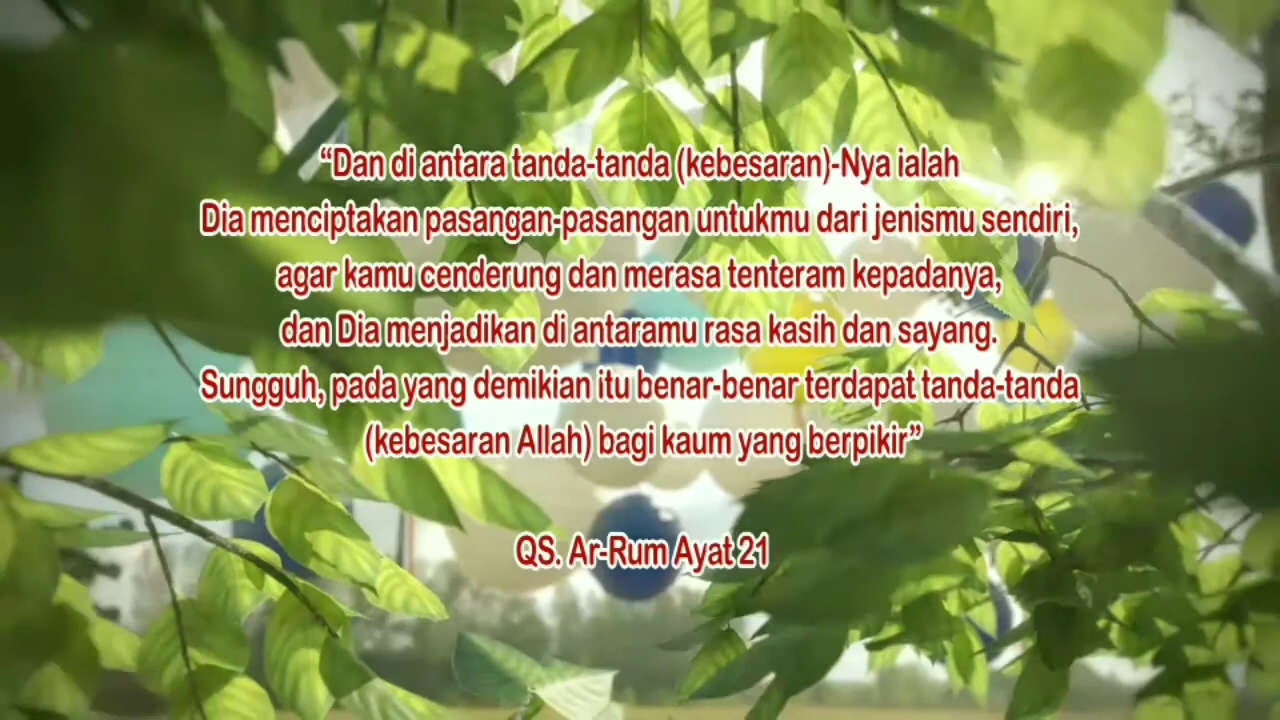 “Dan di antara tanda-tanda (kebesaran)-Nya ialah
Dia menciptakan pasangan-pasangan untukmu dari jenismu sendiri,
agar kamu cenderung dan merasa tenteram kepadanya,
dan Dia menjadikan di antaramu rasa kasih dan sayang.
Sungguh, pada yang demikian itu benar-benar terdapat tanda-tanda
(kebesaran Allah) bagi kaum yang berpikir”
QS. Ar-Rum Ayat 21